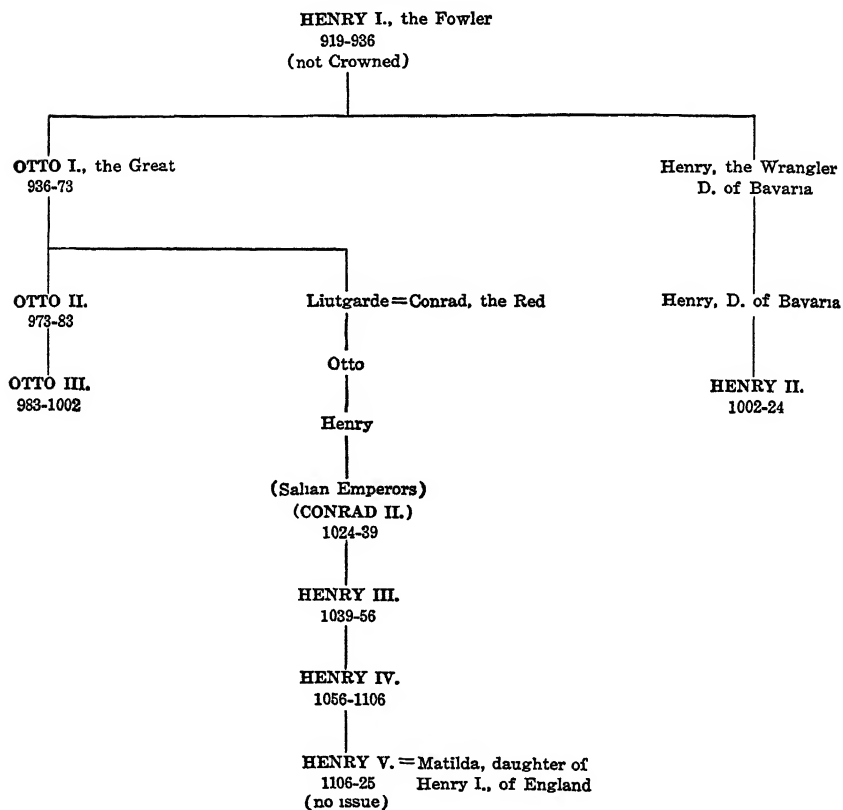 HENRY I., the Fowler
919-936
(not Crowned)
OTTO I., the Great
936-73
Henry, the Wrangler
D. of Bavarıa
OTTO II.
973-83
Liutgarde=Conrad, the Red
Henry, D. of Bavarıa
Otto
OTTO III.
983-1002
HENRY II.
1002-24
Henry
(Salıan Emperors)
(CONRAD II.)
1024-39
HENRY III.
1039-56
HENRY IV.
1056-1106
HENRY V.=Matilda, daughter of
1106-25 Henry I., of England
(no issue)